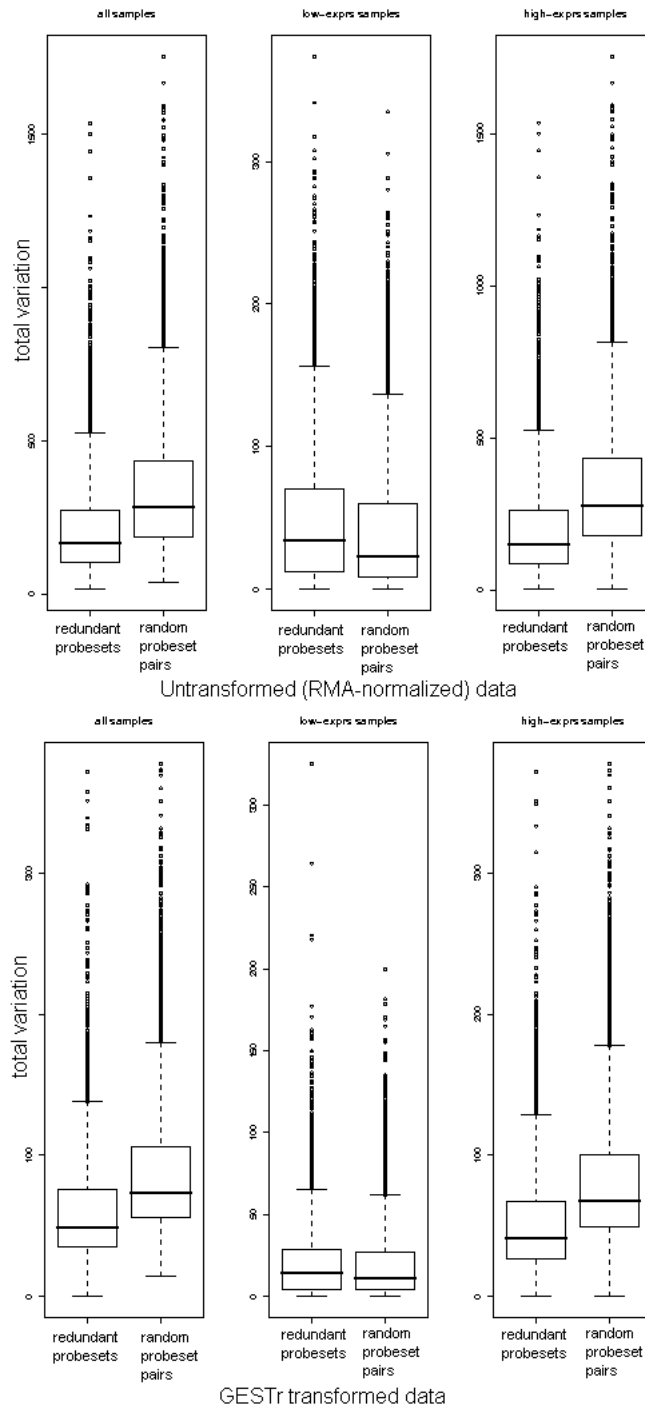 all samples
low-exprs samples
high-exprs samples
total variation
0
500
1500
0
100
200
300
0
500
1000
1500
redundant probesets
random probeset pairs
redundant probesets
random probeset pairs
redundant probesets
random probeset pairs
Untransformed (RMA-normalized) data
all samples
low-exprs samples
high-exprs samples
total variation
0
100
300
0
50
100
150
200
250
300
0
100
200
300
redundant probesets
random probeset pairs
redundant probesets
random probeset pairs
redundant probesets
random probeset pairs
GESTr transformed data